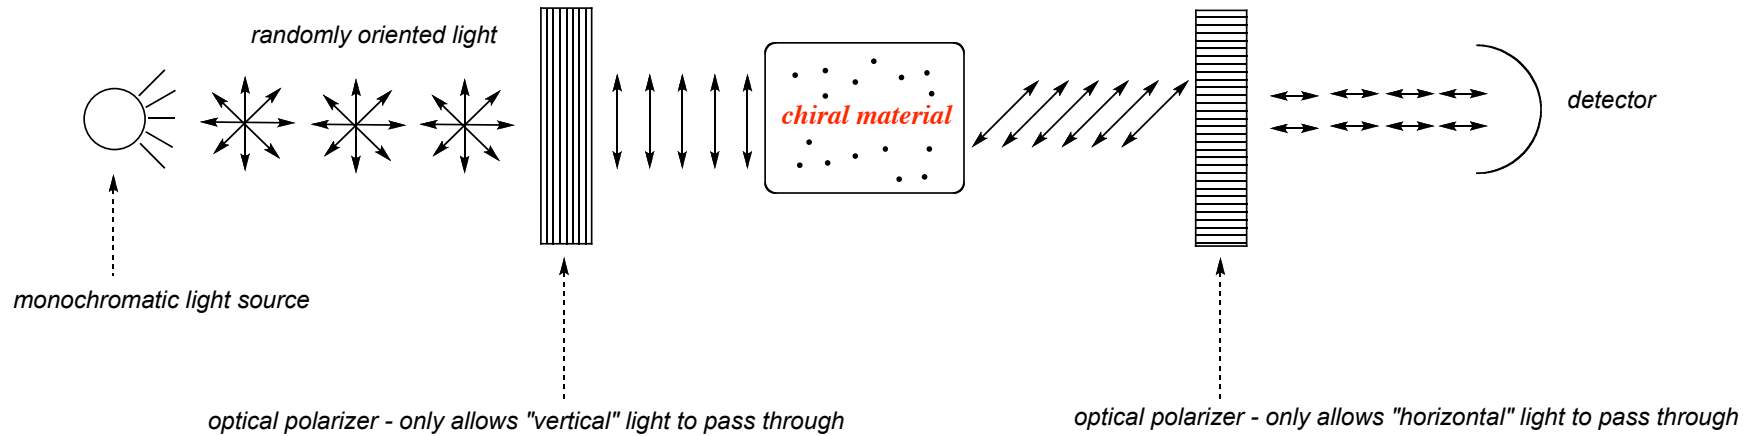 randomly oriented light
detector
chiral material
monochromatic light source
optical polarizer - only allows "vertical" light to pass through
optical polarizer - only allows "horizontal" light to pass through